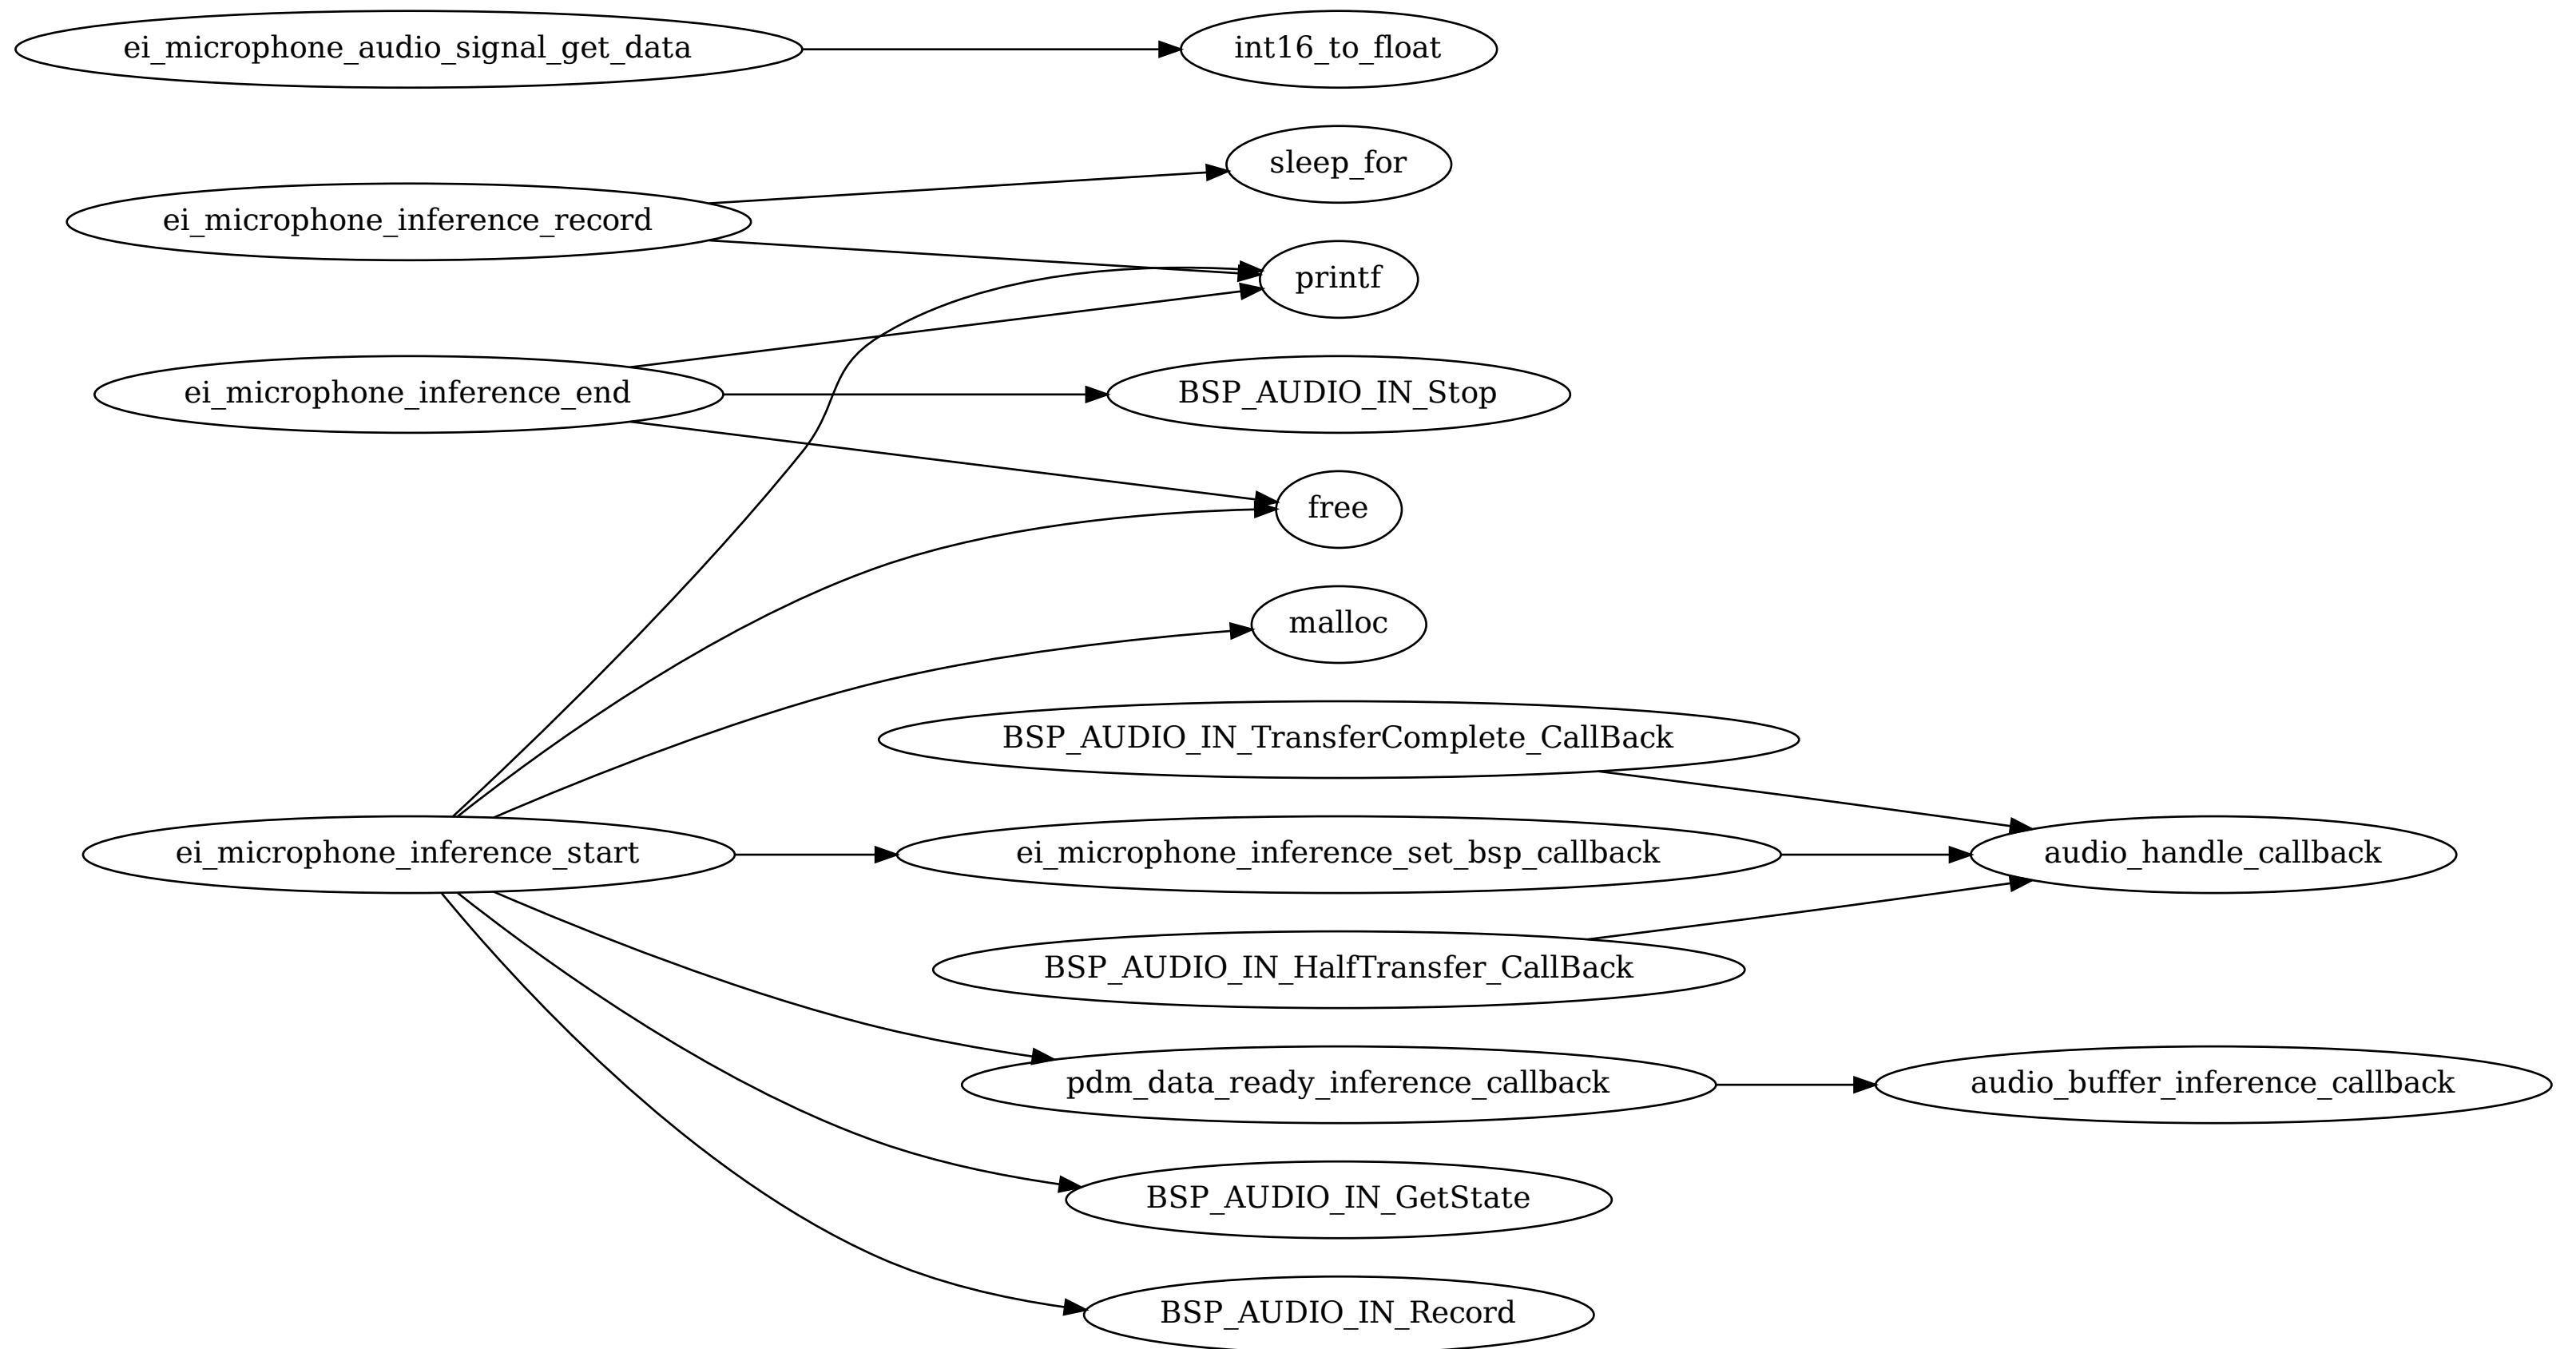 ei_microphone_audio_signal_get_data
int16_to_float
sleep_for
ei_microphone_inference_record
printf
ei_microphone_inference_end
BSP_AUDIO_IN_Stop
free
malloc
BSP_AUDIO_IN_TransferComplete_CallBack
ei_microphone_inference_start
ei_microphone_inference_set_bsp_callback
audio_handle_callback
BSP_AUDIO_IN_HalfTransfer_CallBack
pdm_data_ready_inference_callback
audio_buffer_inference_callback
BSP_AUDIO_IN_GetState
BSP_AUDIO_IN_Record